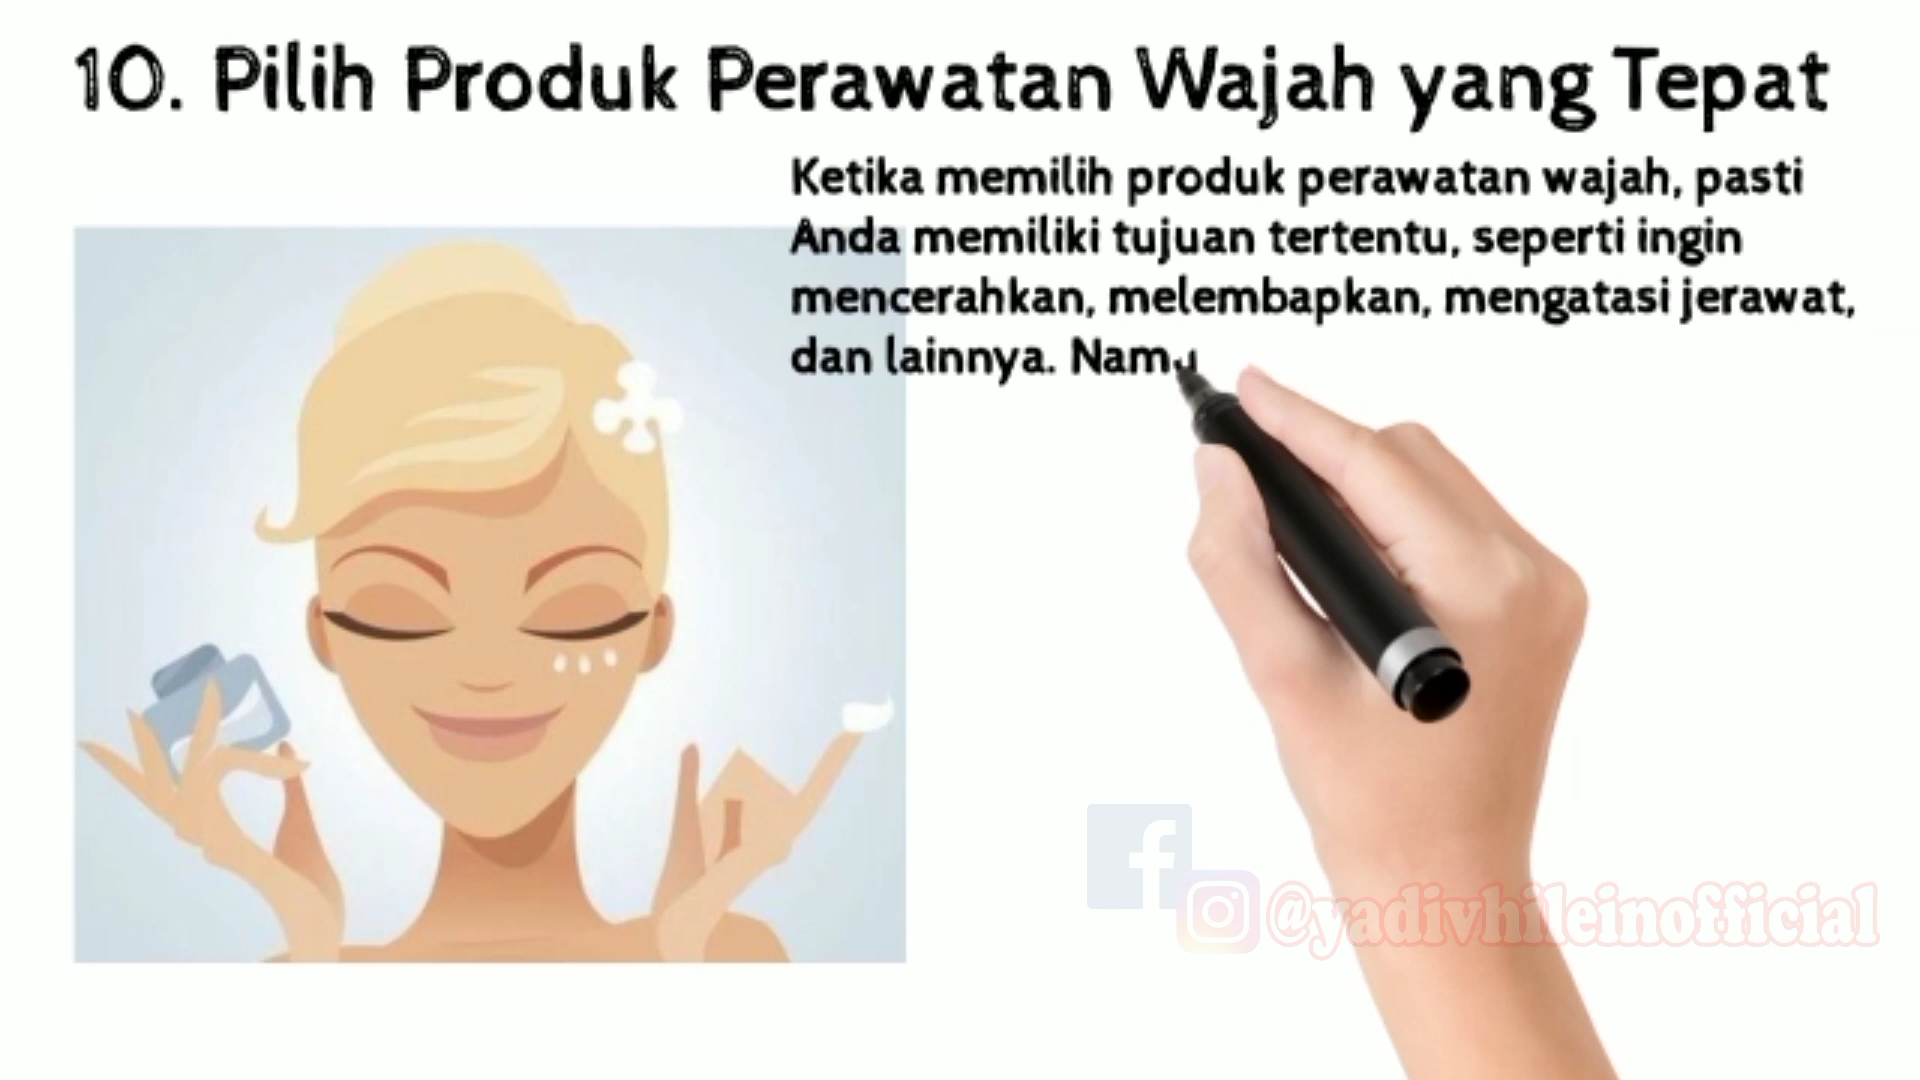 10. Pilih Produk Perawatan Wajah yang Tepat
Ketika memilih produk perawatan wajah, pasti
Anda memiliki tujuan tertentu, seperti ingin
mencerahkan, melembapkan, mengatasi jerawat,
dan lainnya. Namu
@yadivhileinofficial